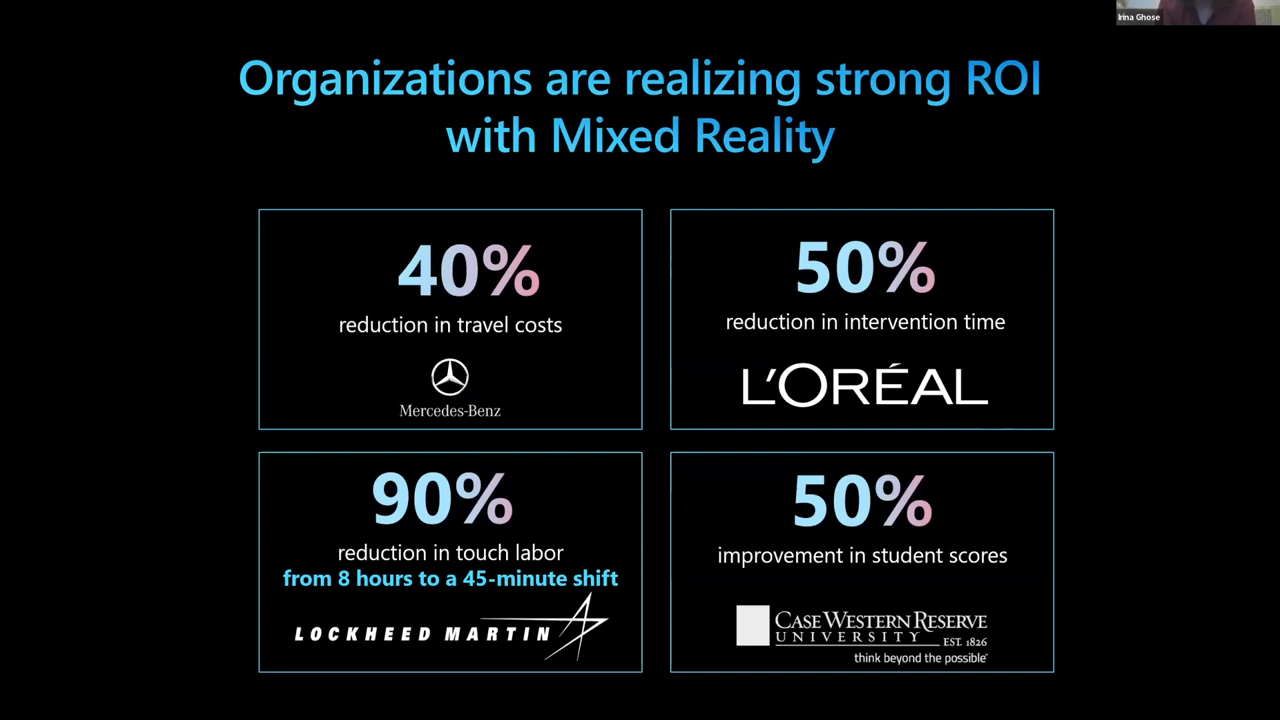 Irina Ghose
Organizations are realizing strong ROI
with Mixed Reality
40%
reduction in travel costs
Mercedes-Benz
50%
reduction in intervention time
L'ORÉAL
90%
reduction in touch labor
from 8 hours to a 45-minute shift
LOCKHEED MARTIN
50%
improvement in student scores
CASE WESTERN RESERVE
UNIVERSITY EST. 1826
think beyond the possible℠